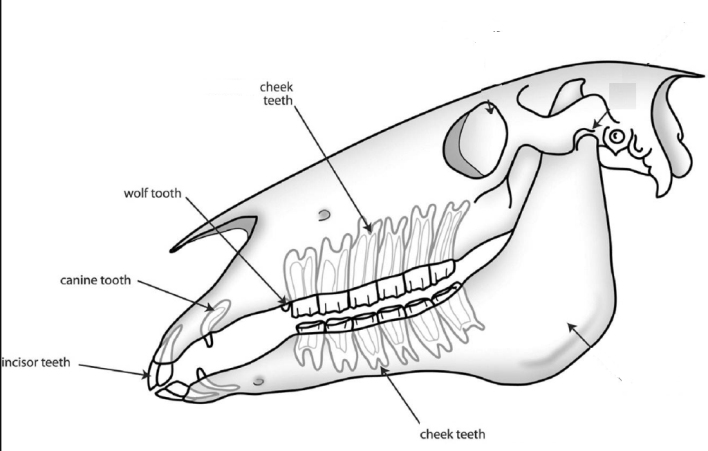 cheek
teeth
wolf tooth
canine tooth
incisor teeth
cheek teeth